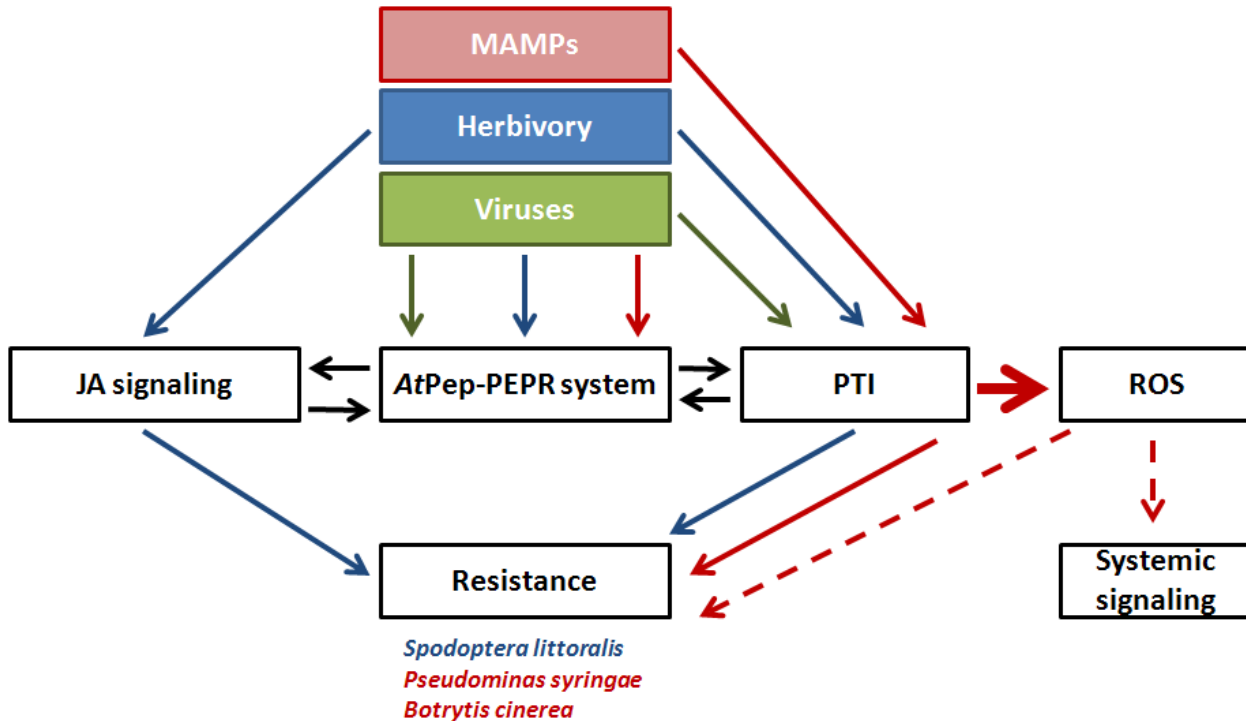 MAMPs
Herbivory
Viruses
JA signaling
AtPep-PEPR system
PTI
ROS
Resistance
Systemic
signaling
Spodoptera littoralis
Pseudominas syringae
Botrytis cinerea